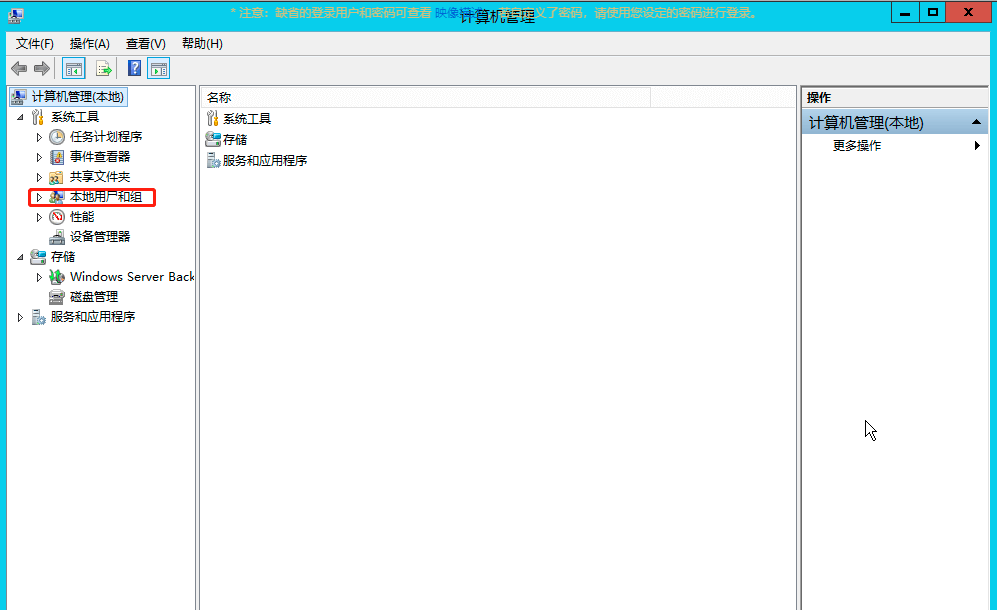 * 注意：缺省的登录用户和密码可查看 映像
定义了密码，请使用您设定的密码进行登录。
计算机管理
文件(F) 操作(A) 查看(V) 帮助(H)
计算机管理(本地)
系统工具
任务计划程序
事件查看器
共享文件夹
本地用户和组
性能
设备管理器
存储
Windows Server Back
磁盘管理
服务和应用程序
名称
系统工具
存储
服务和应用程序
操作
计算机管理(本地)
更多操作